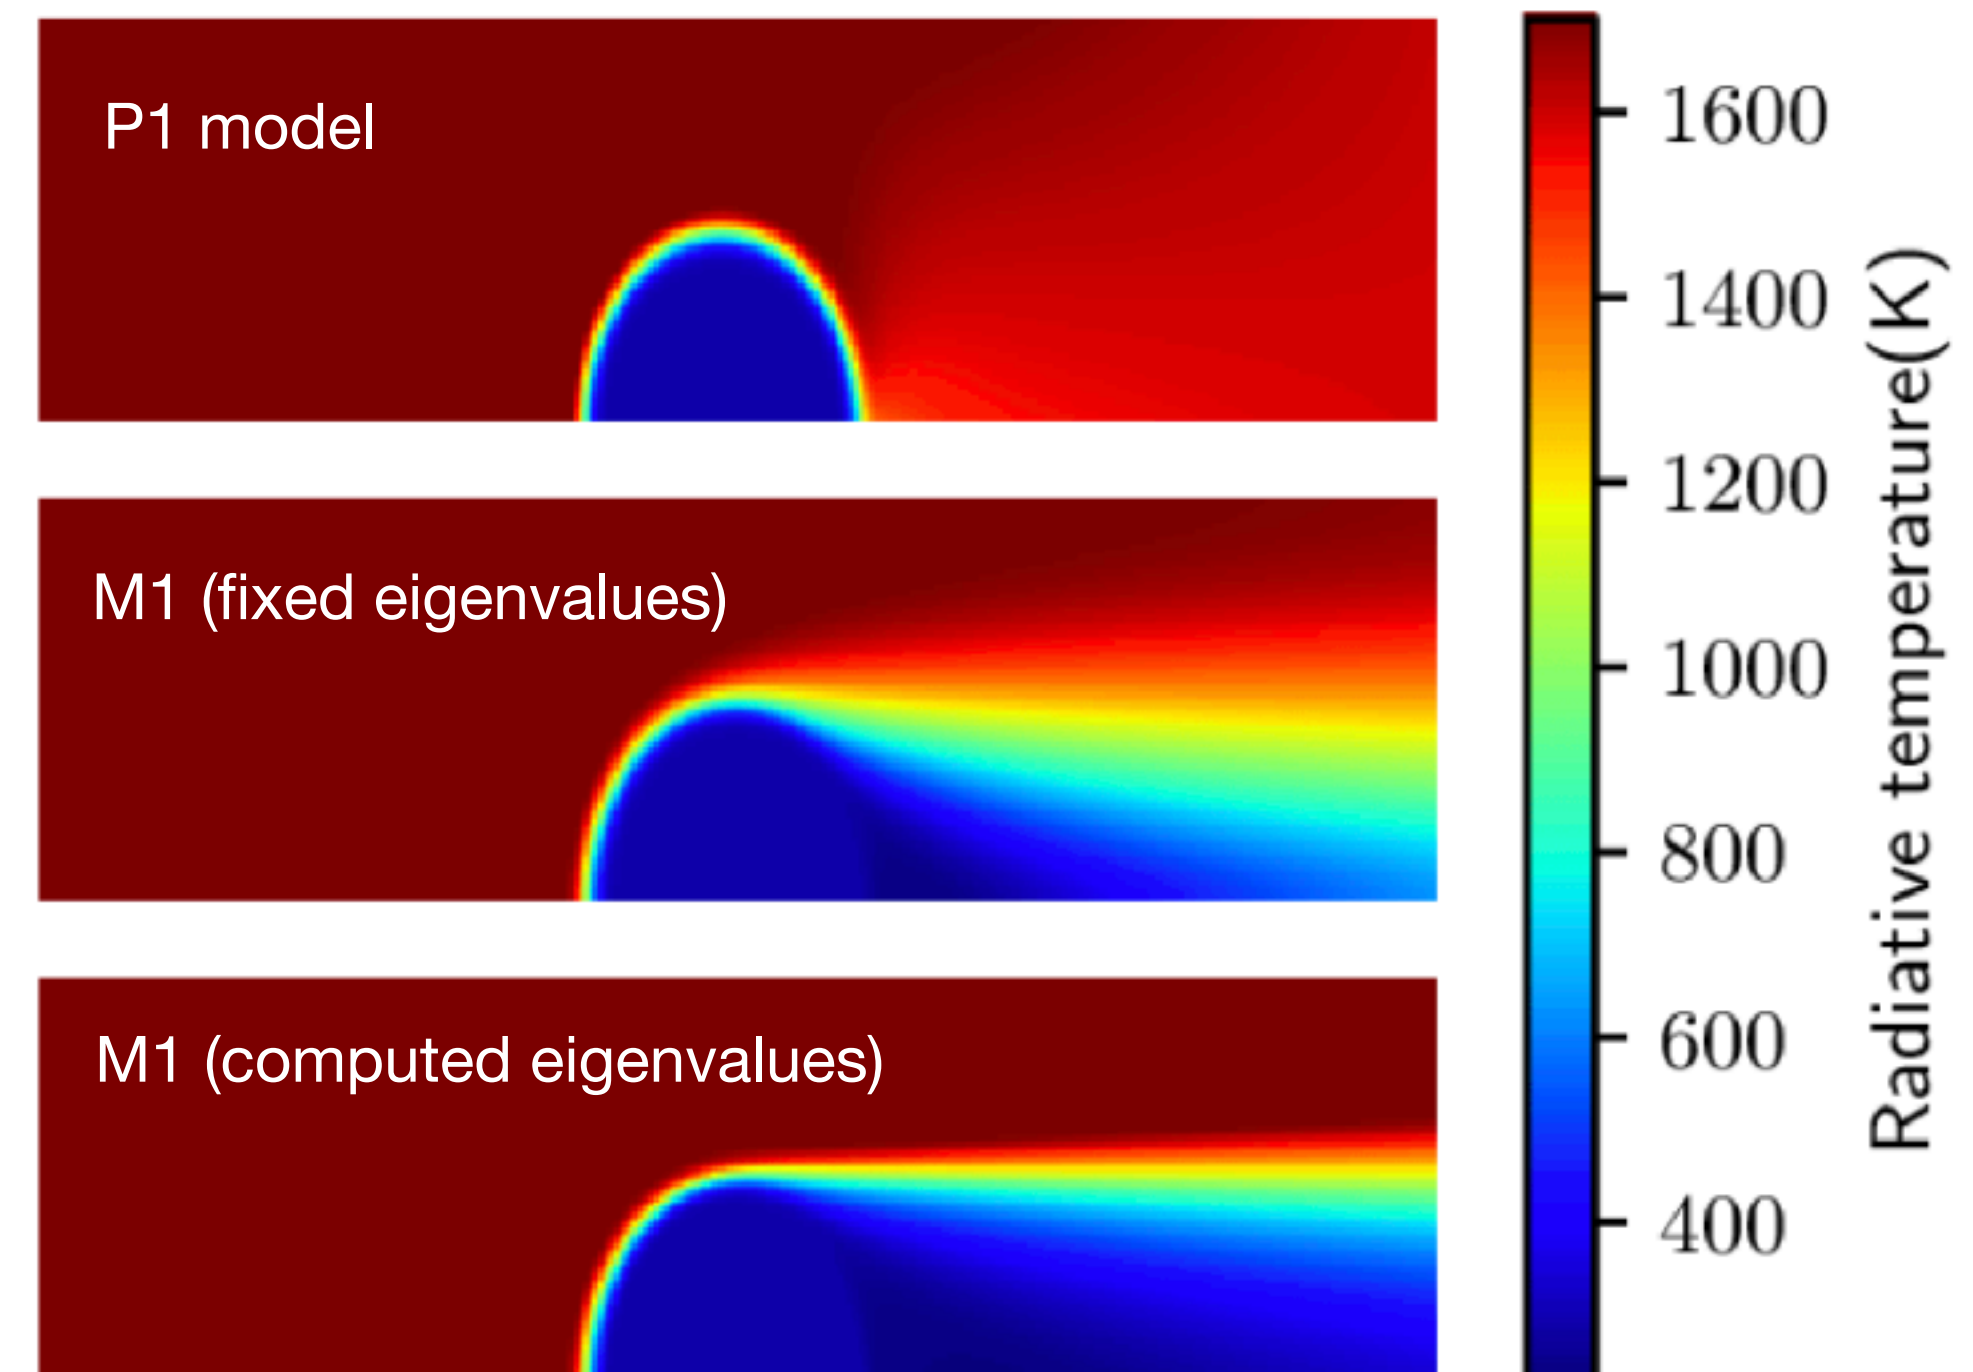 P1 model
M1 (fixed eigenvalues)
M1 (computed eigenvalues)
1600
1400
1200
1000
800
600
400
Radiative temperature(K)